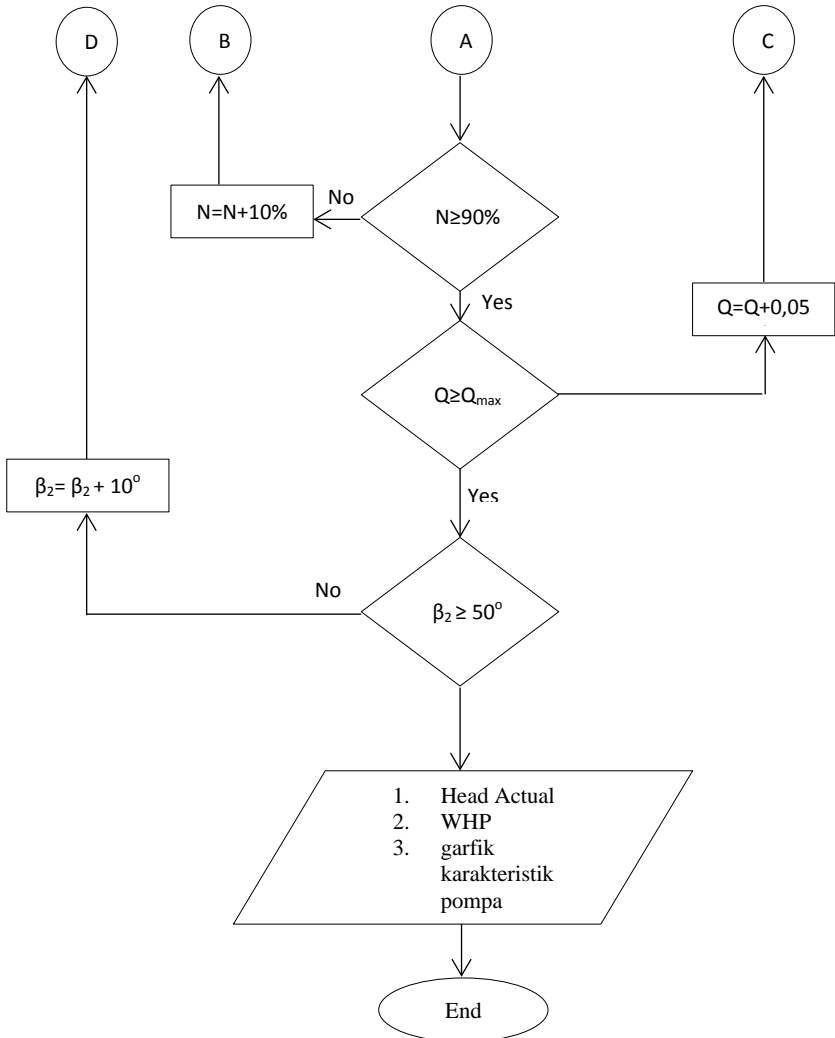 D
B
A
C
No
N=N+10%
N≥90%
Yes
Q=Q+0,05
Q≥Qmax
β2= β2 + 10o
Yes
No
β2 ≥ 50o
1. Head Actual
2. WHP
3. garfik
karakteristik
pompa
End